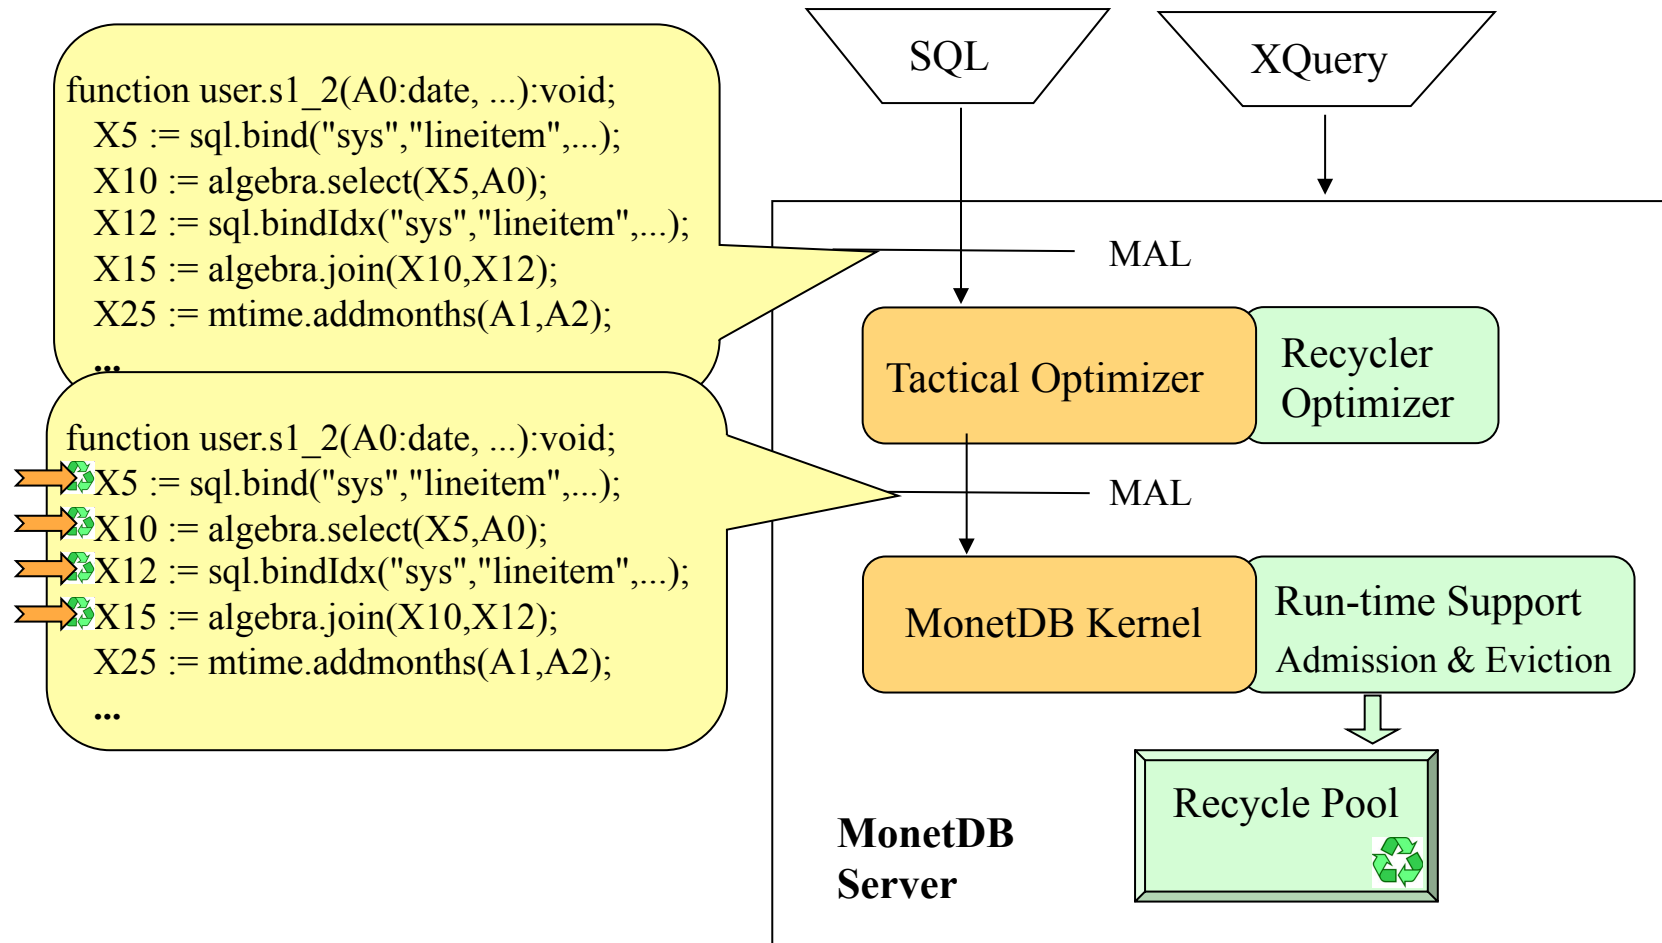 function user.s1_2(A0:date, ...):void;
X5 := sql.bind("sys","lineitem",...);
X10 := algebra.select(X5,A0);
X12 := sql.bindIdx("sys","lineitem",...);
X15 := algebra.join(X10,X12);
X25 := mtime.addmonths(A1,A2);
...
function user.s1_2(A0:date, ...):void;
X5 := sql.bind("sys","lineitem",...);
X10 := algebra.select(X5,A0);
X12 := sql.bindIdx("sys","lineitem",...);
X15 := algebra.join(X10,X12);
X25 := mtime.addmonths(A1,A2);
...
SQL
XQuery
MAL
Tactical Optimizer
Recycler
Optimizer
MAL
MonetDB Kernel
Run-time Support
Admission & Eviction
Recycle Pool
MonetDB
Server